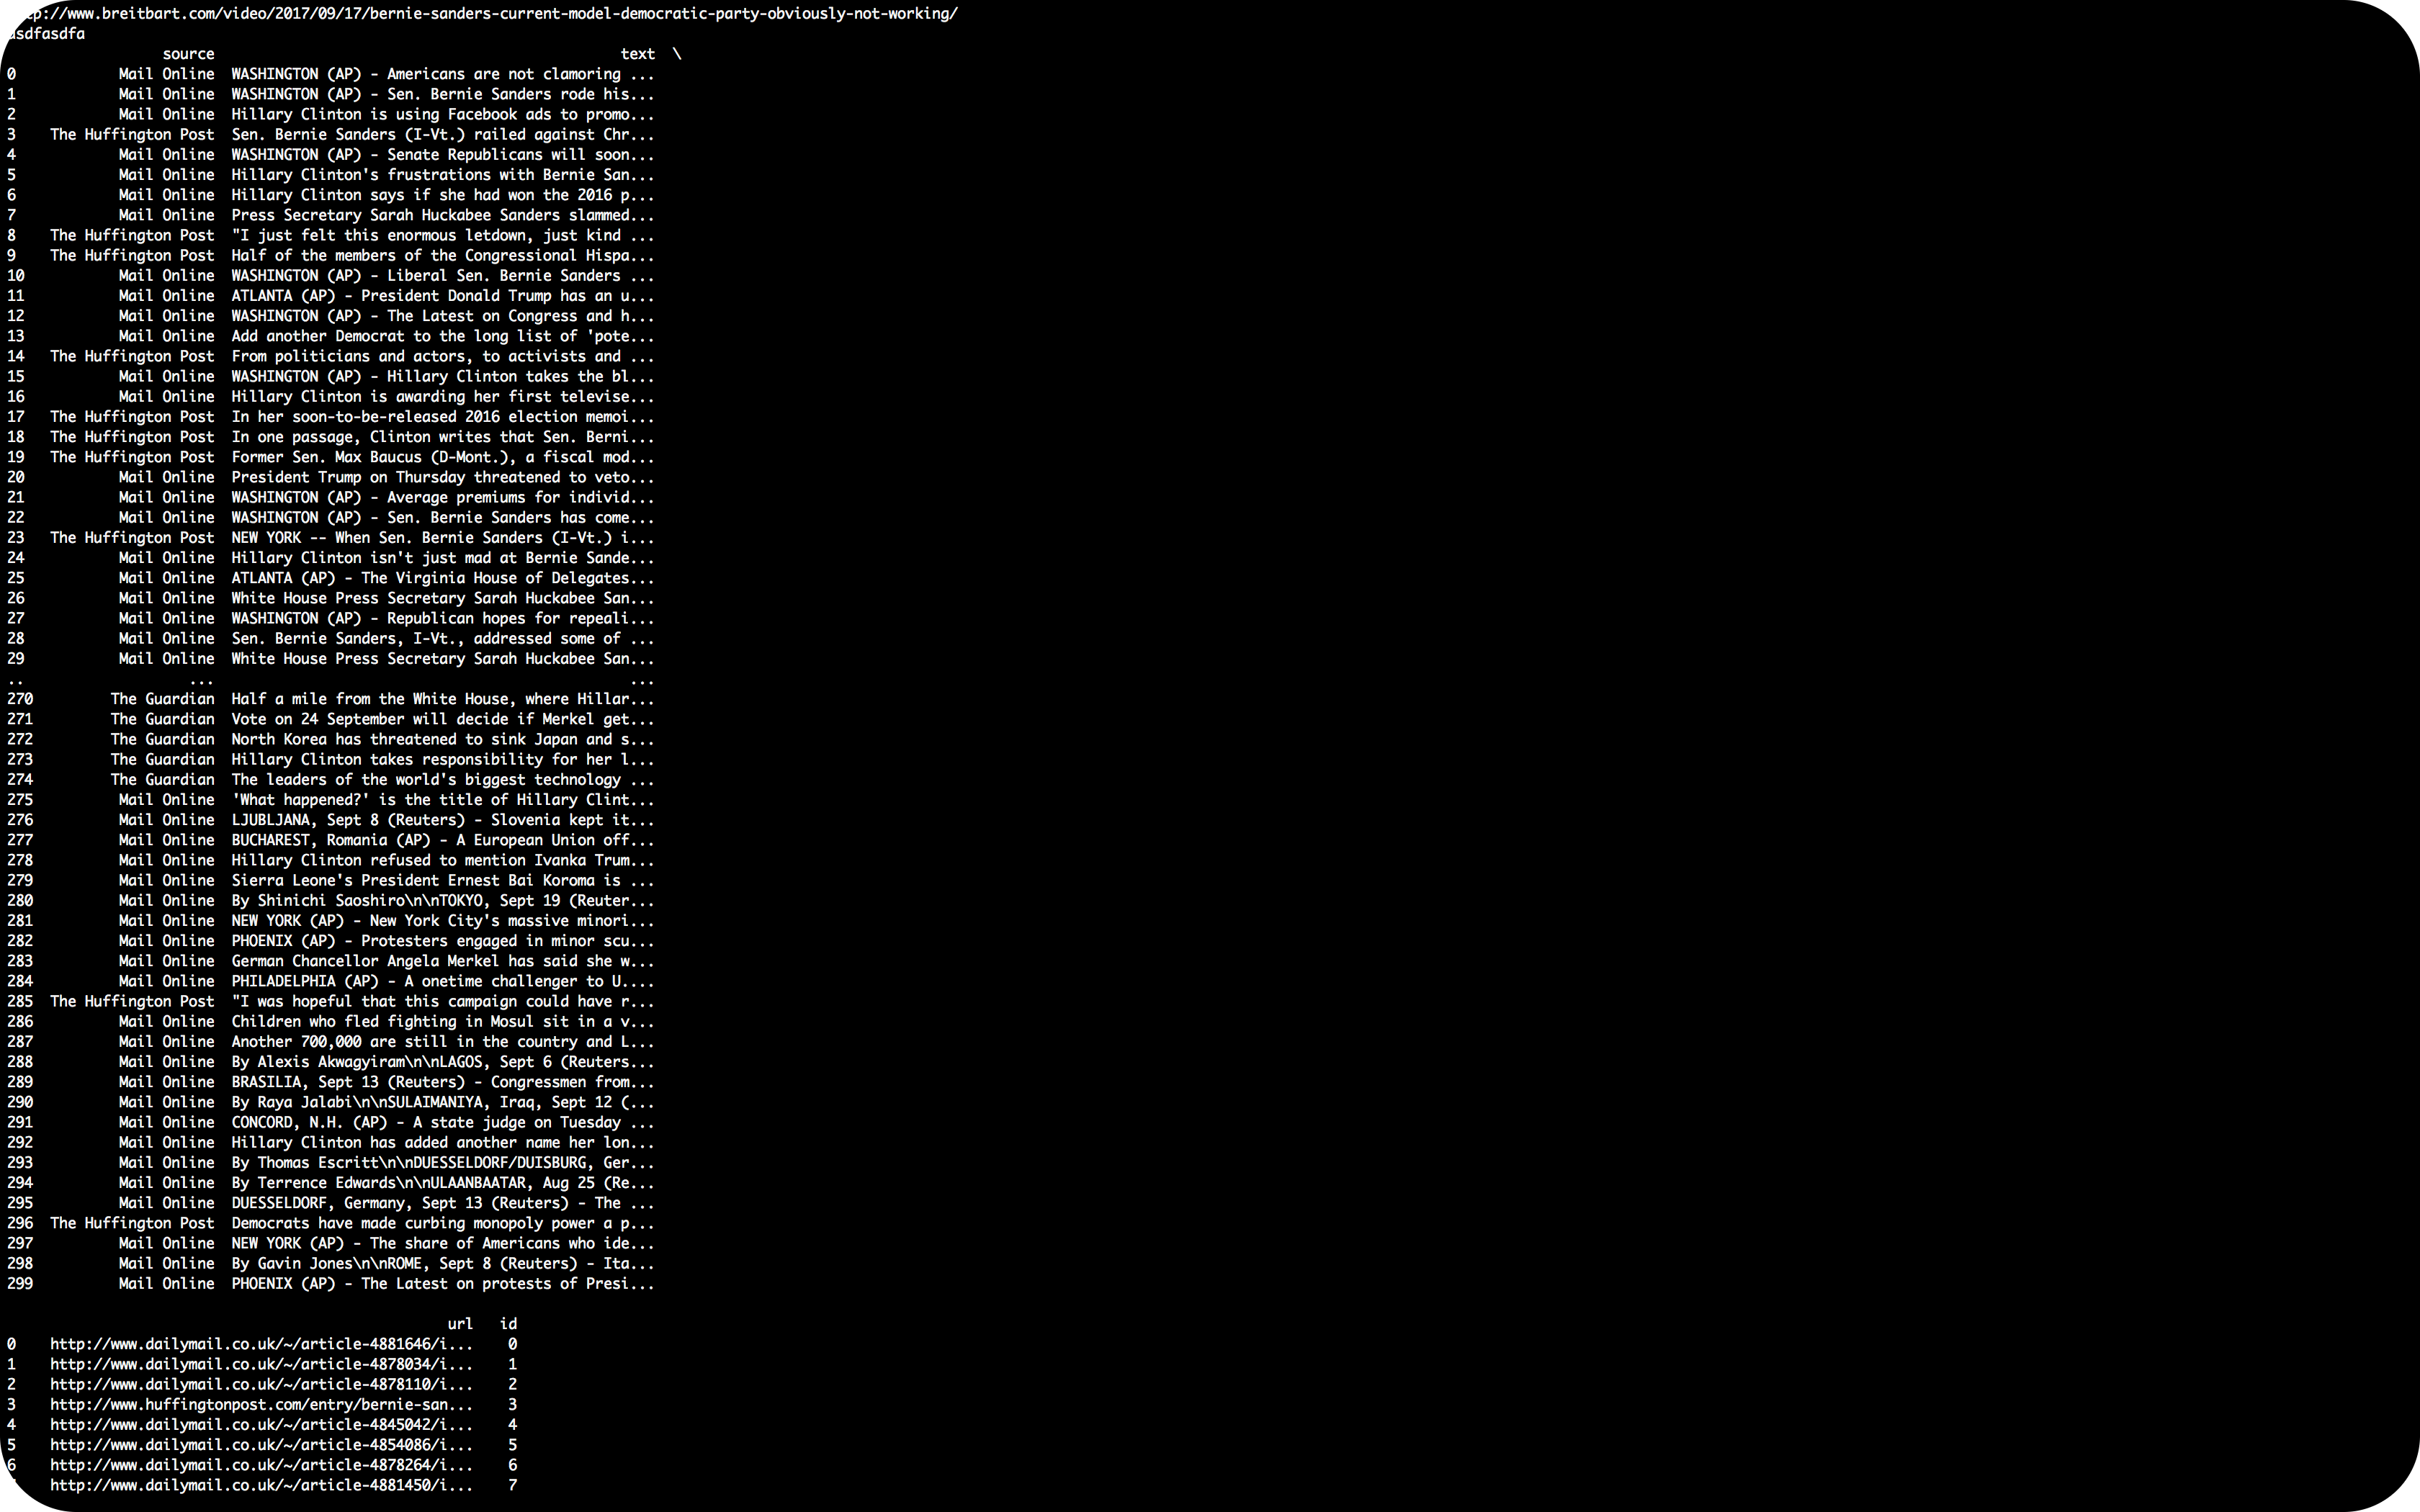 http://www.breitbart.com/video/2017/09/17/bernie-sanders-current-model-democratic-party-obviously-not-working/
asdfasdfa
source text \
0 Mail Online WASHINGTON (AP) - Americans are not clamoring ...
1 Mail Online WASHINGTON (AP) - Sen. Bernie Sanders rode his...
2 Mail Online Hillary Clinton is using Facebook ads to promo...
3 The Huffington Post Sen. Bernie Sanders (I-Vt.) railed against Chr...
4 Mail Online WASHINGTON (AP) - Senate Republicans will soon...
5 Mail Online Hillary Clinton's frustrations with Bernie San...
6 Mail Online Hillary Clinton says if she had won the 2016 p...
7 Mail Online Press Secretary Sarah Huckabee Sanders slammed...
8 The Huffington Post "I just felt this enormous letdown, just kind ...
9 The Huffington Post Half of the members of the Congressional Hispa...
10 Mail Online WASHINGTON (AP) - Liberal Sen. Bernie Sanders ...
11 Mail Online ATLANTA (AP) - President Donald Trump has an u...
12 Mail Online WASHINGTON (AP) - The Latest on Congress and h...
13 Mail Online Add another Democrat to the long list of 'pote...
14 The Huffington Post From politicians and actors, to activists and ...
15 Mail Online WASHINGTON (AP) - Hillary Clinton takes the bl...
16 Mail Online Hillary Clinton is awarding her first televise...
17 The Huffington Post In her soon-to-be-released 2016 election memoi...
18 The Huffington Post In one passage, Clinton writes that Sen. Berni...
19 The Huffington Post Former Sen. Max Baucus (D-Mont.), a fiscal mod...
20 Mail Online President Trump on Thursday threatened to veto...
21 Mail Online WASHINGTON (AP) - Average premiums for individ...
22 Mail Online WASHINGTON (AP) - Sen. Bernie Sanders has come...
23 The Huffington Post NEW YORK -- When Sen. Bernie Sanders (I-Vt.) i...
24 Mail Online Hillary Clinton isn't just mad at Bernie Sande...
25 Mail Online ATLANTA (AP) - The Virginia House of Delegates...
26 Mail Online White House Press Secretary Sarah Huckabee San...
27 Mail Online WASHINGTON (AP) - Republican hopes for repeali...
28 Mail Online Sen. Bernie Sanders, I-Vt., addressed some of ...
29 Mail Online White House Press Secretary Sarah Huckabee San...
.. ... ...
270 The Guardian Half a mile from the White House, where Hillar...
271 The Guardian Vote on 24 September will decide if Merkel get...
272 The Guardian North Korea has threatened to sink Japan and s...
273 The Guardian Hillary Clinton takes responsibility for her l...
274 The Guardian The leaders of the world's biggest technology ...
275 Mail Online 'What happened?' is the title of Hillary Clint...
276 Mail Online LJUBLJANA, Sept 8 (Reuters) - Slovenia kept it...
277 Mail Online BUCHAREST, Romania (AP) - A European Union off...
278 Mail Online Hillary Clinton refused to mention Ivanka Trum...
279 Mail Online Sierra Leone's President Ernest Bai Koroma is ...
280 Mail Online By Shinichi Saoshiro\n\nTOKYO, Sept 19 (Reuter...
281 Mail Online NEW YORK (AP) - New York City's massive minori...
282 Mail Online PHOENIX (AP) - Protesters engaged in minor scu...
283 Mail Online German Chancellor Angela Merkel has said she w...
284 Mail Online PHILADELPHIA (AP) - A onetime challenger to U....
285 The Huffington Post "I was hopeful that this campaign could have r...
286 Mail Online Children who fled fighting in Mosul sit in a v...
287 Mail Online Another 700,000 are still in the country and L...
288 Mail Online By Alexis Akwagyiram\n\nLAGOS, Sept 6 (Reuters...
289 Mail Online BRASILIA, Sept 13 (Reuters) - Congressmen from...
290 Mail Online By Raya Jalabi\n\nSULAIMANIYA, Iraq, Sept 12 (...
291 Mail Online CONCORD, N.H. (AP) - A state judge on Tuesday ...
292 Mail Online Hillary Clinton has added another name her lon...
293 Mail Online By Thomas Escritt\n\nDUESSELDORF/DUISBURG, Ger...
294 Mail Online By Terrence Edwards\n\nULAANBAATAR, Aug 25 (Re...
295 Mail Online DUESSELDORF, Germany, Sept 13 (Reuters) - The ...
296 The Huffington Post Democrats have made curbing monopoly power a p...
297 Mail Online NEW YORK (AP) - The share of Americans who ide...
298 Mail Online By Gavin Jones\n\nROME, Sept 8 (Reuters) - Ita...
299 Mail Online PHOENIX (AP) - The Latest on protests of Presi...
url id
0 http://www.dailymail.co.uk/~/article-4881646/i... 0
1 http://www.dailymail.co.uk/~/article-4878034/i... 1
2 http://www.dailymail.co.uk/~/article-4878110/i... 2
3 http://www.huffingtonpost.com/entry/bernie-san... 3
4 http://www.dailymail.co.uk/~/article-4845042/i... 4
5 http://www.dailymail.co.uk/~/article-4854086/i... 5
6 http://www.dailymail.co.uk/~/article-4878264/i... 6
http://www.dailymail.co.uk/~/article-4881450/i... 7